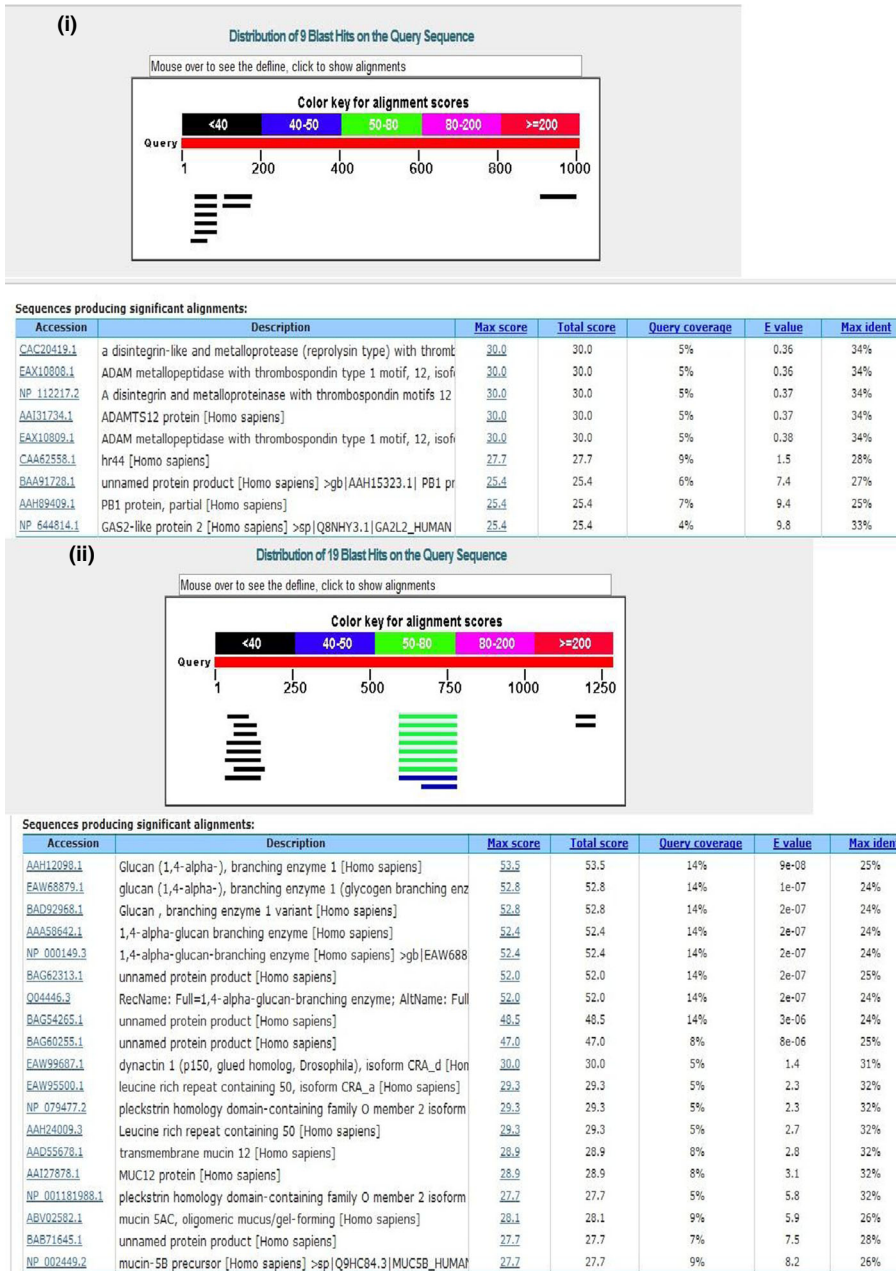 (i)
Distribution of 9 Blast Hits on the Query Sequence
Mouse over to see the defline, click to show alignments
Color key for alignment scores
<40 40-50 50-80 80-200 >=200
Query
1 200 400 600 800 1000
Sequences producing significant alignments:
Accession Description Max score Total score Query coverage E value Max ident
CAC20419.1 a disintegrin-like and metalloprotease (reprolysin type) with thromb 30.0 30.0 5% 0.36 34%
EAX10808.1 ADAM metallopeptidase with thrombospondin type 1 motif, 12, isof 30.0 30.0 5% 0.36 34%
NP_112217.2 A disintegrin and metalloproteinase with thrombospondin motifs 12 30.0 30.0 5% 0.37 34%
AAI31734.1 ADAMTS12 protein [Homo sapiens] 30.0 30.0 5% 0.37 34%
EAX10809.1 ADAM metallopeptidase with thrombospondin type 1 motif, 12, isof 30.0 30.0 5% 0.38 34%
CAA62558.1 hr44 [Homo sapiens] 27.7 27.7 9% 1.5 28%
BAA91728.1 unnamed protein product [Homo sapiens] >gb|AAH15323.1| PB1 pr 25.4 25.4 6% 7.4 27%
AAH89409.1 PB1 protein, partial [Homo sapiens] 25.4 25.4 7% 9.4 25%
NP_644814.1 GAS2-like protein 2 [Homo sapiens] >sp|Q8NHY3.1|GA2L2_HUMAN 25.4 25.4 4% 9.8 33%
(ii)
Distribution of 19 Blast Hits on the Query Sequence
Mouse over to see the defline, click to show alignments
Color key for alignment scores
<40 40-50 50-80 80-200 >=200
Query
1 250 500 750 1000 1250
Sequences producing significant alignments:
Accession Description Max score Total score Query coverage E value Max iden
AAH12098.1 Glucan (1,4-alpha-), branching enzyme 1 [Homo sapiens] 53.5 53.5 14% 9e-08 25%
EAW68879.1 glucan (1,4-alpha-), branching enzyme 1 (glycogen branching enz 52.8 52.8 14% 1e-07 24%
BAD92968.1 Glucan , branching enzyme 1 variant [Homo sapiens] 52.8 52.8 14% 2e-07 24%
AAA58642.1 1,4-alpha-glucan branching enzyme [Homo sapiens] 52.4 52.4 14% 2e-07 24%
NP_000149.3 1,4-alpha-glucan-branching enzyme [Homo sapiens] >gb|EAW688 52.4 52.4 14% 2e-07 24%
BAG62313.1 unnamed protein product [Homo sapiens] 52.0 52.0 14% 2e-07 25%
Q04446.3 RecName: Full=1,4-alpha-glucan-branching enzyme; AltName: Full 52.0 52.0 14% 2e-07 24%
BAG54265.1 unnamed protein product [Homo sapiens] 48.5 48.5 14% 3e-06 24%
BAG60255.1 unnamed protein product [Homo sapiens] 47.0 47.0 8% 8e-06 25%
EAW99687.1 dynactin 1 (p150, glued homolog, Drosophila), isoform CRA_d [Hom 30.0 30.0 5% 1.4 31%
EAW95500.1 leucine rich repeat containing 50, isoform CRA_a [Homo sapiens] 29.3 29.3 5% 2.3 32%
NP_079477.2 pleckstrin homology domain-containing family O member 2 isoform 29.3 29.3 5% 2.3 32%
AAH24009.3 Leucine rich repeat containing 50 [Homo sapiens] 29.3 29.3 5% 2.7 32%
AAD55678.1 transmembrane mucin 12 [Homo sapiens] 28.9 28.9 8% 2.8 32%
AAI27878.1 MUC12 protein [Homo sapiens] 28.9 28.9 8% 3.1 32%
NP_001181988.1 pleckstrin homology domain-containing family O member 2 isoform 27.7 27.7 5% 5.8 32%
ABV02582.1 mucin 5AC, oligomeric mucus/gel-forming [Homo sapiens] 28.1 28.1 9% 5.9 26%
BAB71645.1 unnamed protein product [Homo sapiens] 27.7 27.7 7% 7.5 28%
NP_002449.2 mucin-5B precursor [Homo sapiens] >sp|Q9HC84.3|MUC5B_HUMAN 27.7 27.7 9% 8.2 26%